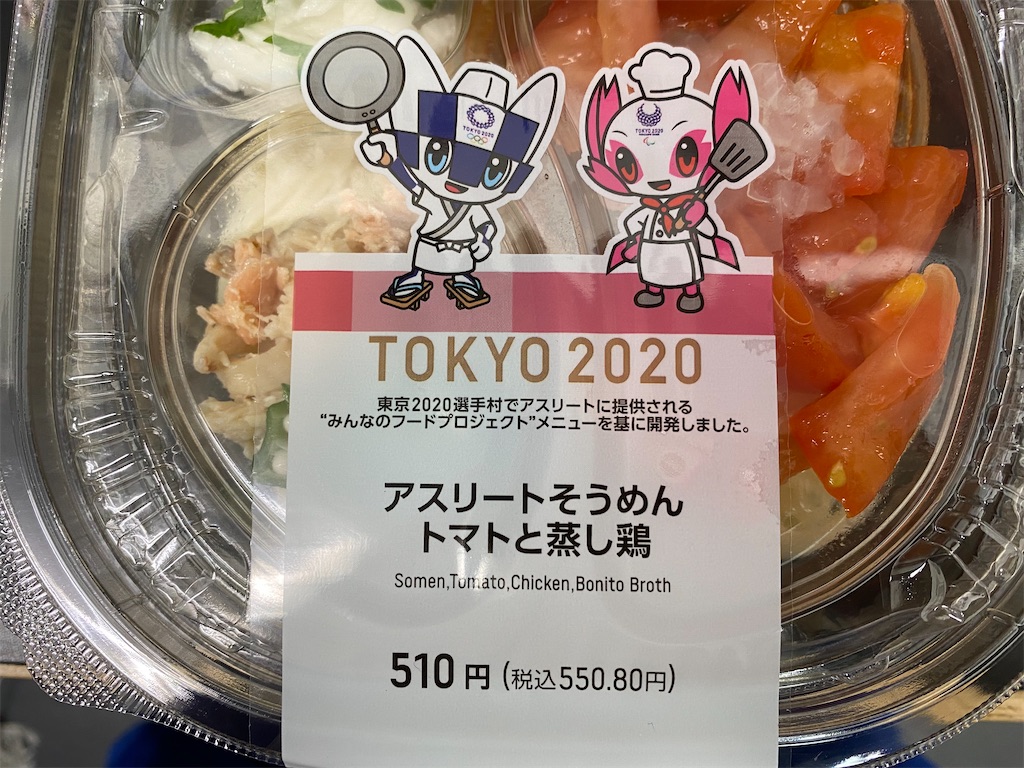 TOKYO 2020
TOKYO 2020
TOKYO 2020
東京2020選手村でアスリートに提供される
“みんなのフードプロジェクト”メニューを基に開発しました。
アスリートそうめん
トマトと蒸し鶏
Somen,Tomato,Chicken,Bonito Broth
510円 (税込550.80円)